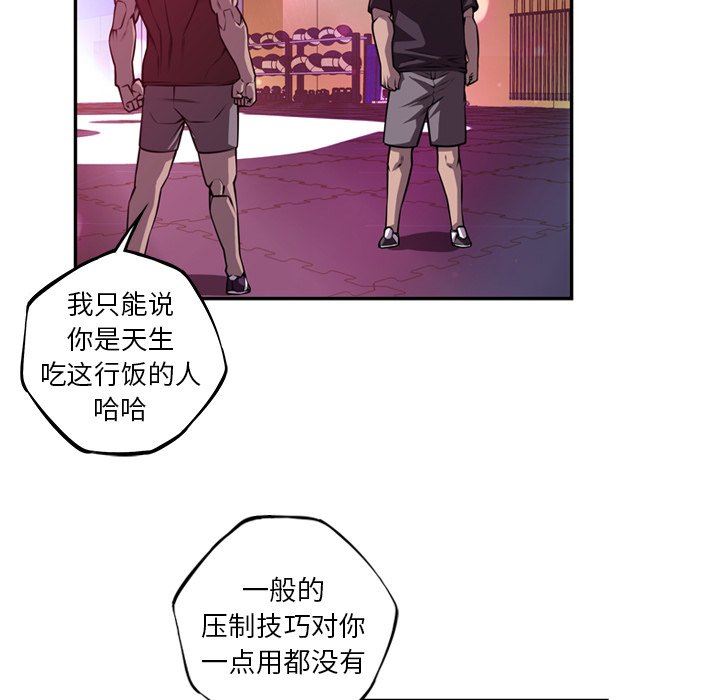 我只能说
你是天生
吃这行饭的人
哈哈
一般的
压制技巧对你
一点用都没有